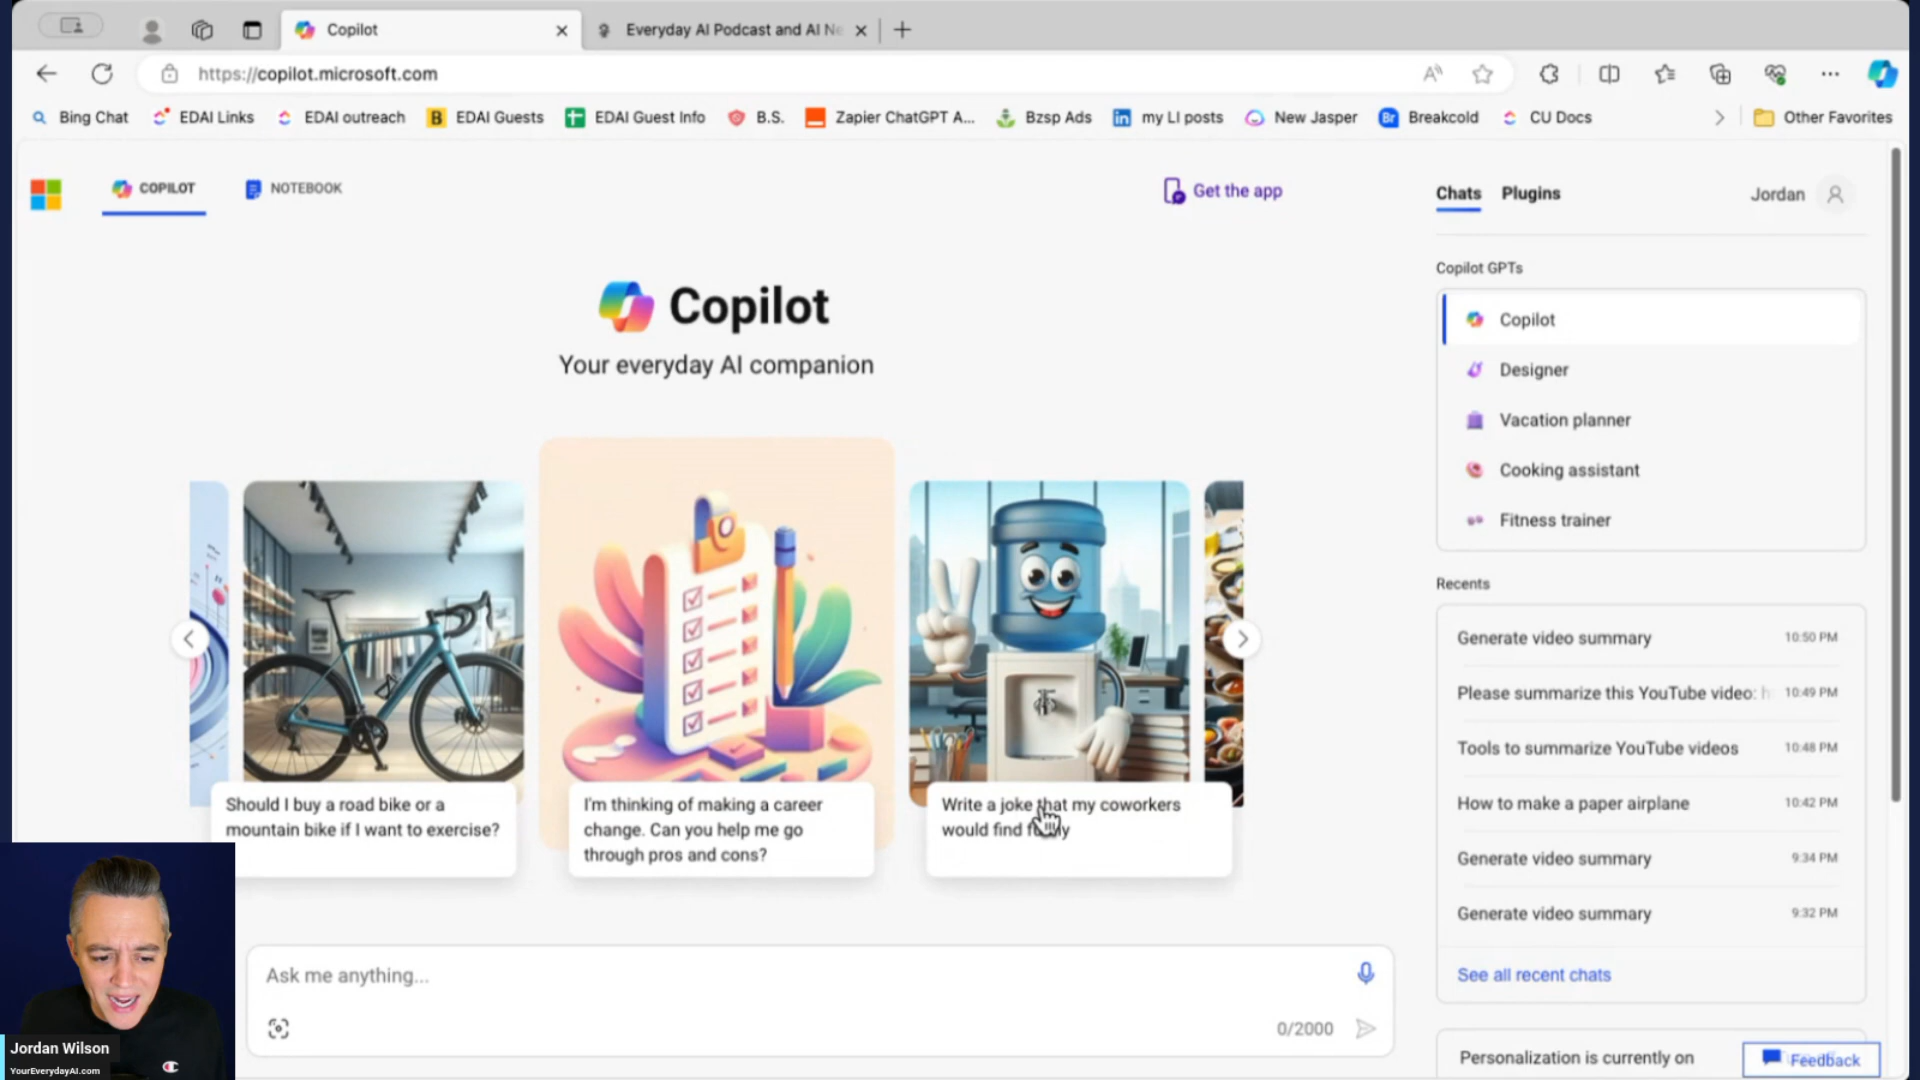 Copilot
Everyday AI Podcast and AI Ne
https://copilot.microsoft.com
Bing Chat
EDAI Links
EDAI outreach
EDAI Guests
EDAI Guest Info
B.S.
Zapier ChatGPT A...
Bzsp Ads
my LI posts
New Jasper
Breakcold
CU Docs
Other Favorites
COPILOT
NOTEBOOK
Get the app
Chats
Plugins
Jordan
Copilot
Your everyday AI companion
Should I buy a road bike or a
mountain bike if I want to exercise?
I'm thinking of making a career
change. Can you help me go
through pros and cons?
Write a joke that my coworkers
would find
Ask me anything...
0/2000
Copilot GPTs
Copilot
Designer
Vacation planner
Cooking assistant
Fitness trainer
Recents
Generate video summary 10:50 PM
Please summarize this YouTube video: 10:49 PM
Tools to summarize YouTube videos 10:48 PM
How to make a paper airplane 10:42 PM
Generate video summary 9:34 PM
Generate video summary 9:32 PM
See all recent chats
Personalization is currently on
Feedback
Jordan Wilson
YourEverydayAI.com